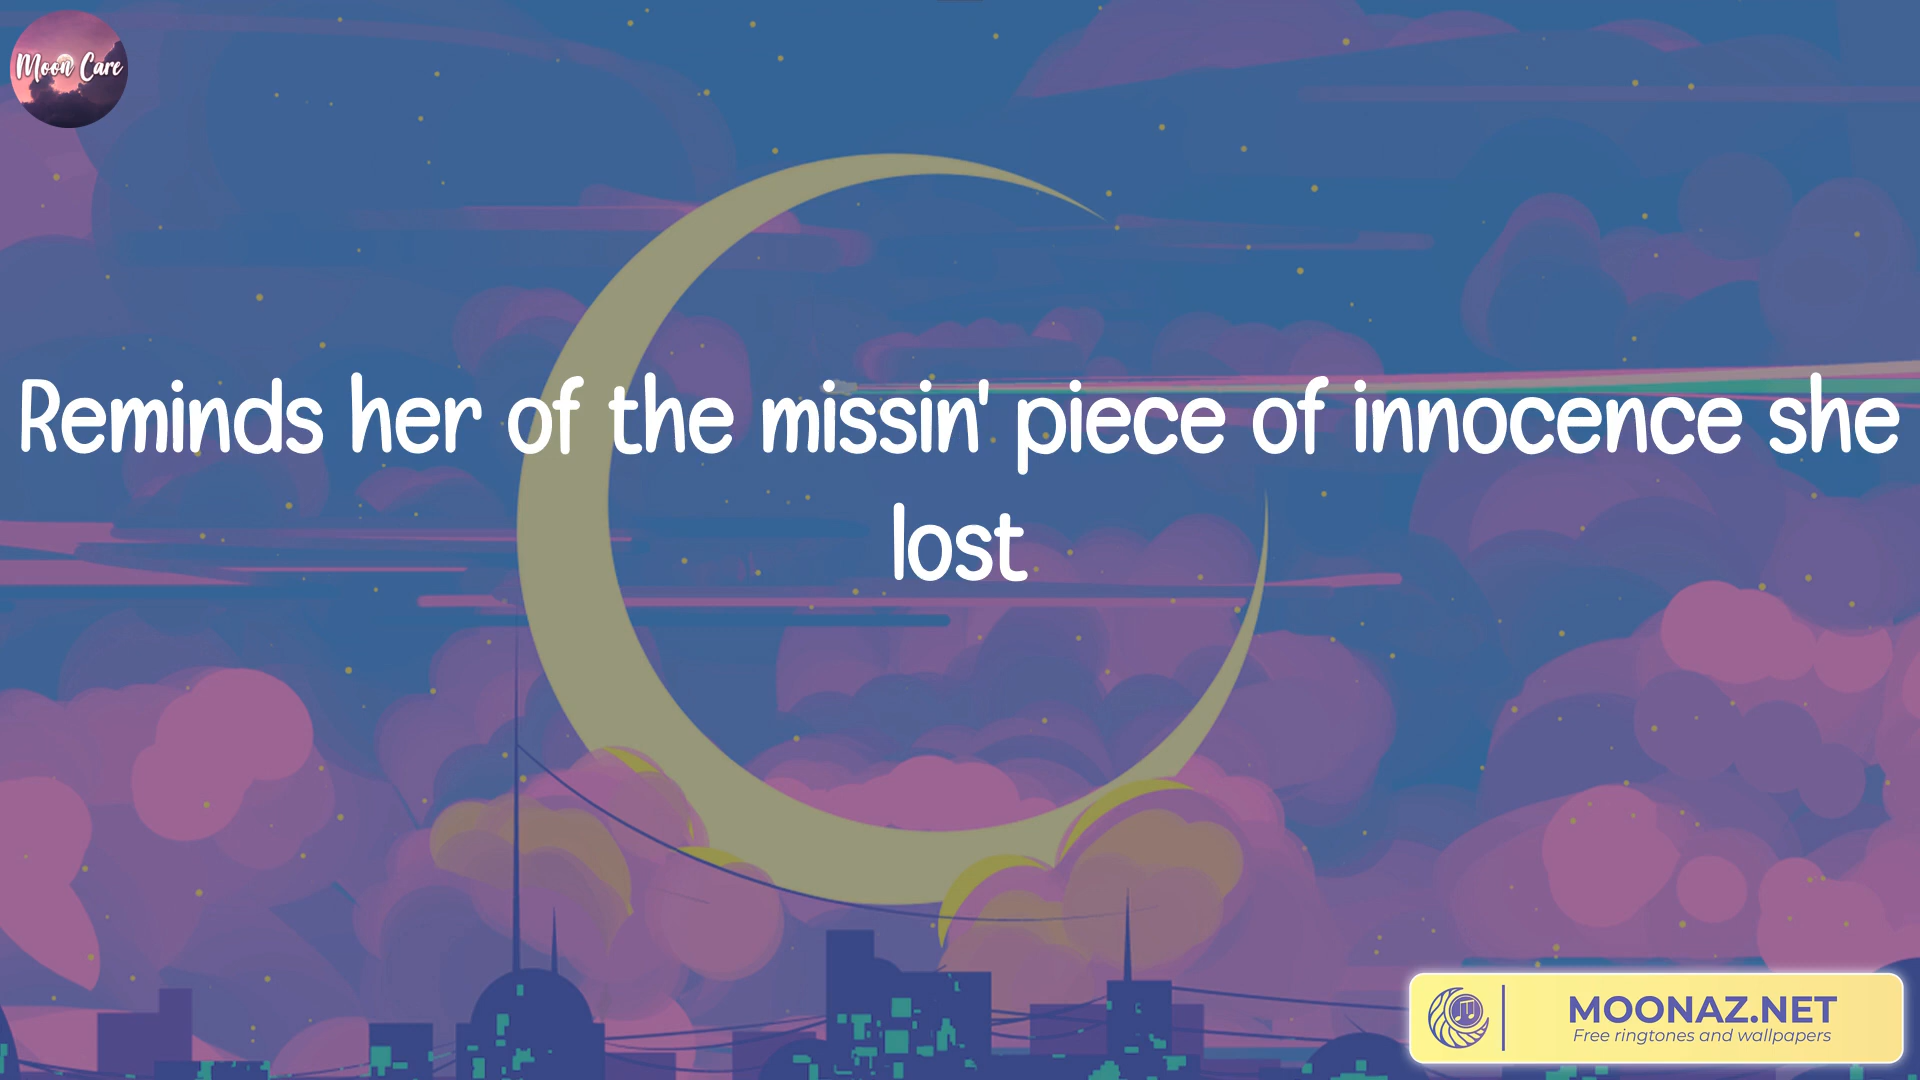 Moon Care
Reminds her of the missin' piece of innocence she
lost
MOONAZ.NET
Free ringtones and wallpapers